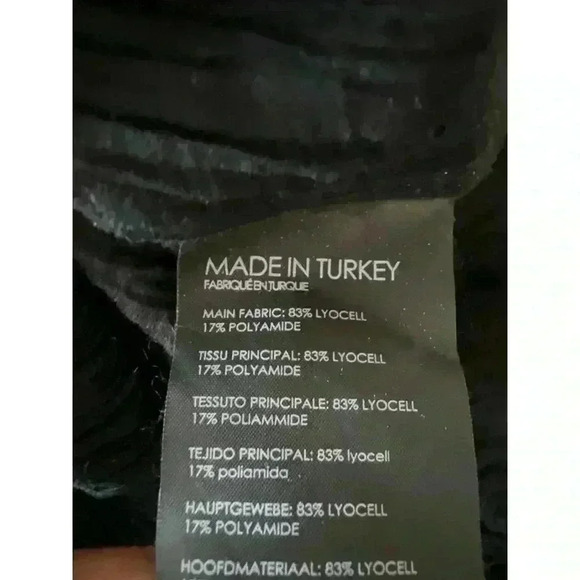 MADE IN TURKEY
FABRIQUÉ EN TURQUIE
MAIN FABRIC: 83% LYOCELL
17% POLYAMIDE
TISSU PRINCIPAL: 83% LYOCELL
17% POLYAMIDE
TESSUTO PRINCIPALE: 83% LYOCELL
17% POLIAMMIDE
TEJIDO PRINCIPAL: 83% lyocell
17% poliamida
HAUPTGEWEBE: 83% LYOCELL
17% POLYAMIDE
HOOFDMATERIAAL: 83% LYOCELL